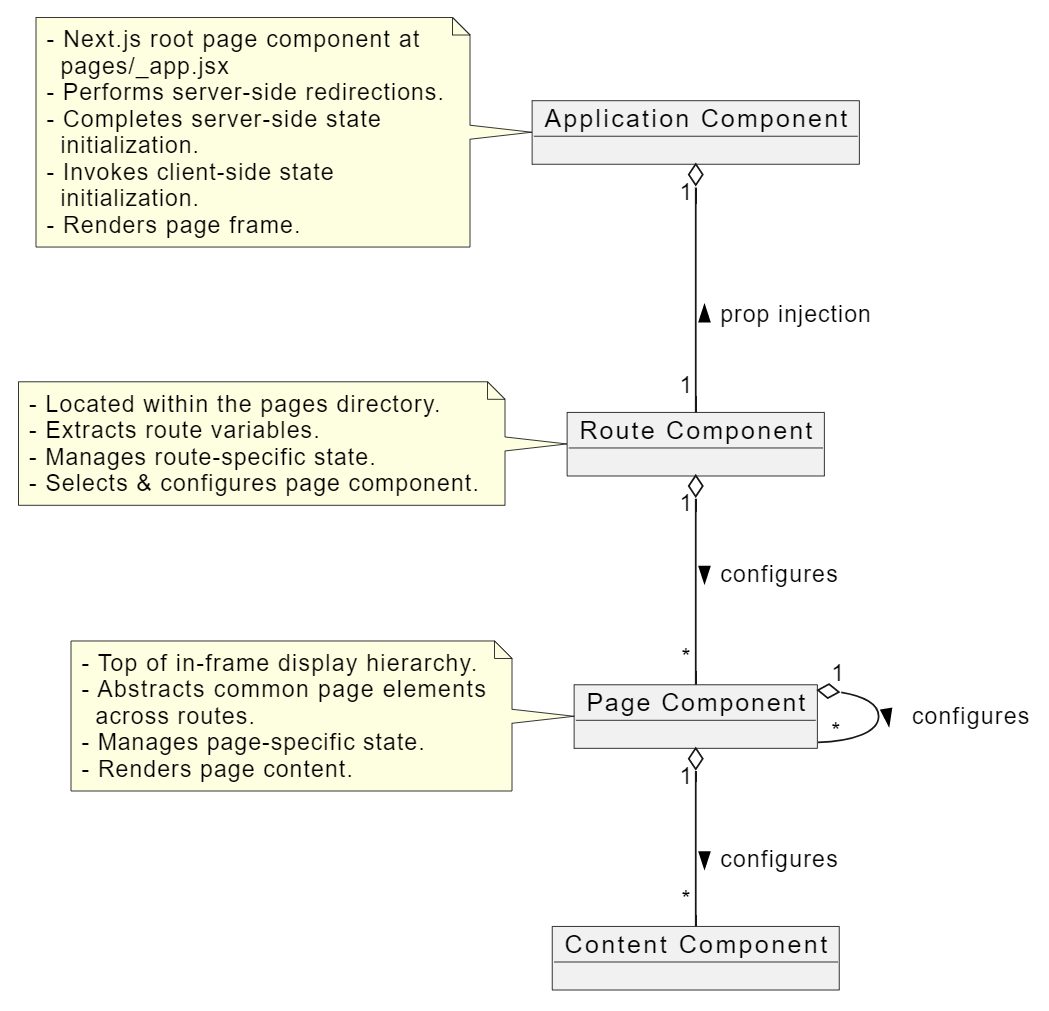 - Next.js root page component at
pages/_app.jsx
- Performs server-side redirections.
- Completes server-side state
initialization.
- Invokes client-side state
initialization.
- Renders page frame.
Application Component
1
prop injection
1
- Located within the pages directory.
- Extracts route variables.
- Manages route-specific state.
- Selects & configures page component.
Route Component
1
configures
*
- Top of in-frame display hierarchy.
- Abstracts common page elements
across routes.
- Manages page-specific state.
- Renders page content.
Page Component
1
*
configures
1
configures
*
Content Component